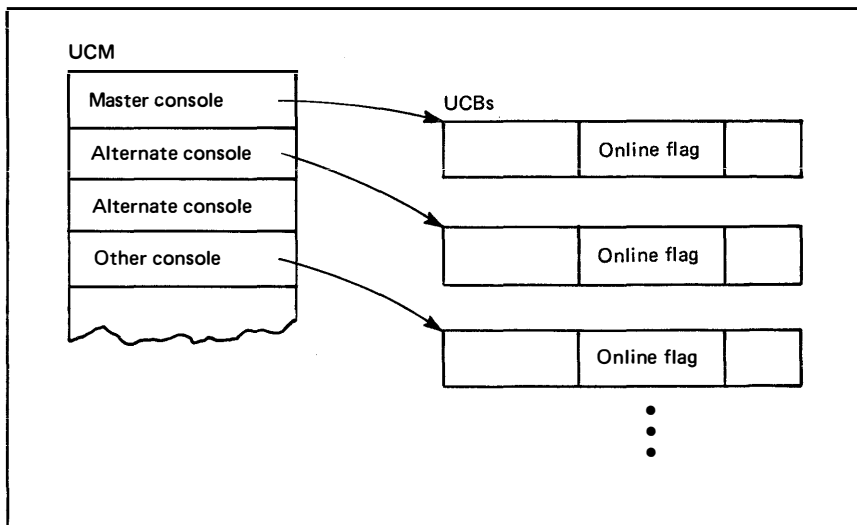 UCM
Master console
Alternate console
Alternate console
Other console
UCBs
Online flag
Online flag
Online flag